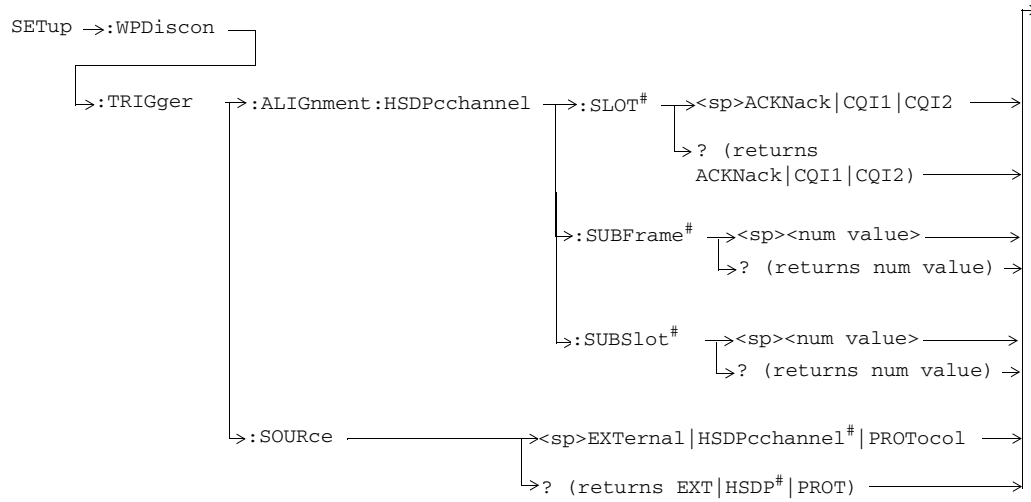 SETup :WPDiscon
:TRIGger :ALIGnment:HSDPcchannel :SLOT# <sp>ACKNack|CQI1|CQI2
? (returns
ACKNack|CQI1|CQI2)
:SUBFrame# <sp><num value>
? (returns num value)
:SUBSlot# <sp><num value>
? (returns num value)
:SOURce <sp>EXTernal|HSDPcchannel#|PROTocol
? (returns EXT|HSDP#|PROT)